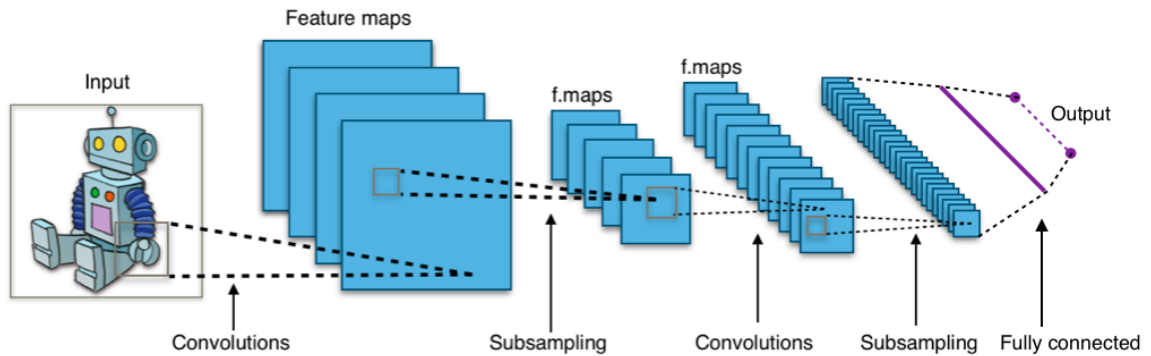 Feature maps
Input
f.maps
f.maps
Output
Convolutions
Subsampling
Convolutions
Subsampling
Fully connected